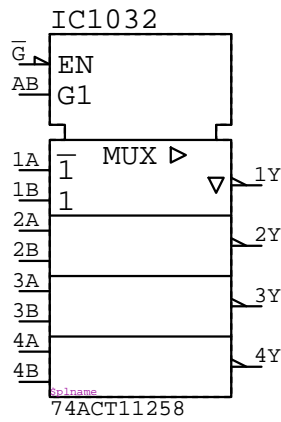 IC1032
G̅ EN
AB G1
MUX
1A 1̅ 1Y
1B 1
2A 2Y
2B
3A 3Y
3B
4A 4Y
4B
$plname
74ACT11258